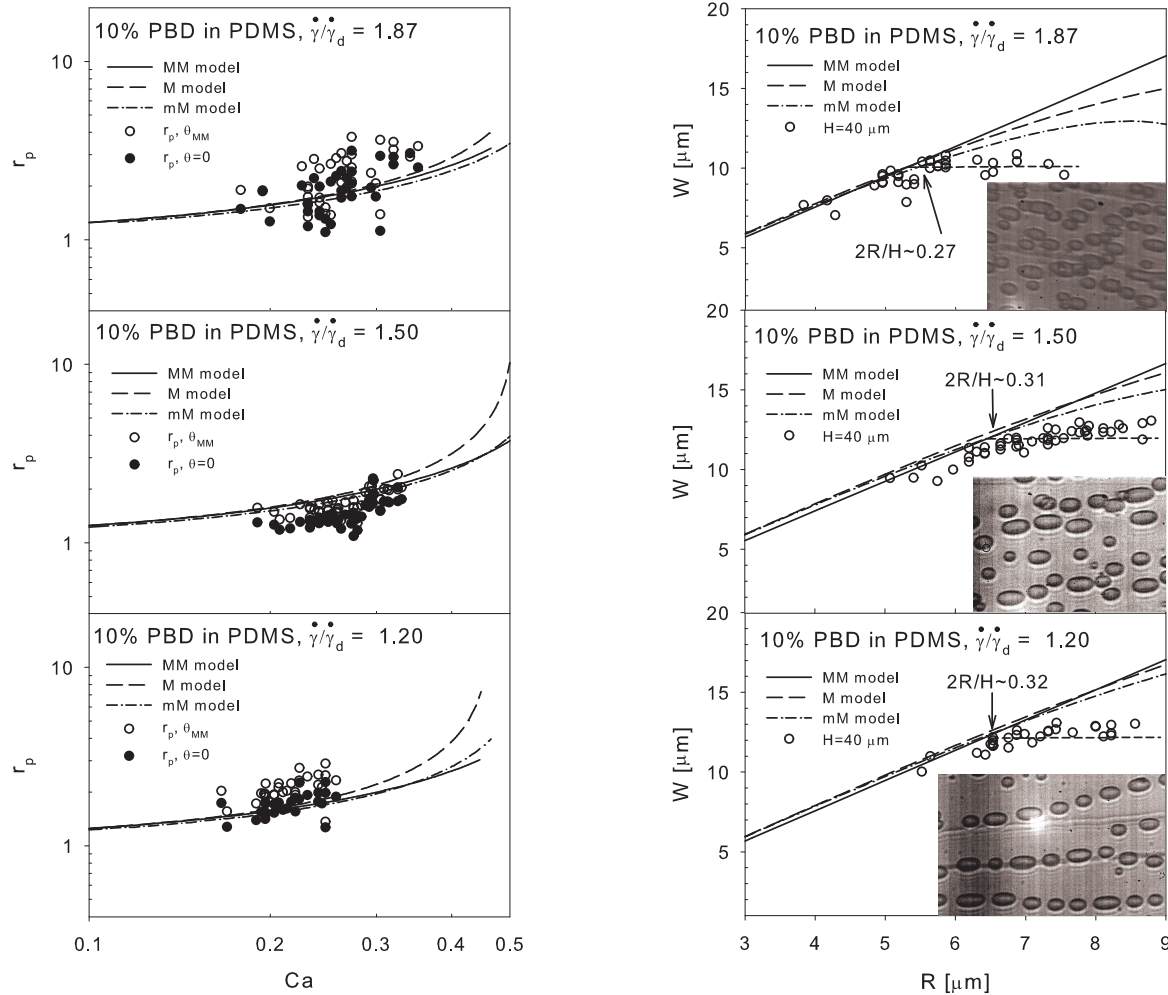 10% PBD in PDMS, γ̇/γ̇d = 1.87
MM model
M model
mM model
rp, θMM
rp, θ=0
10
1
rp
10% PBD in PDMS, γ̇/γ̇d = 1.50
MM model
M model
mM model
rp, θMM
rp, θ=0
10
1
rp
10% PBD in PDMS, γ̇/γ̇d = 1.20
MM model
M model
mM model
rp, θMM
rp, θ=0
10
1
rp
0.1 0.2 0.3 0.4 0.5
Ca
20
10% PBD in PDMS, γ̇/γ̇d = 1.87
MM model
M model
mM model
H=40 μm
15
10
5
W [μm]
2R/H~0.27
20
10% PBD in PDMS, γ̇/γ̇d = 1.50
MM model
M model
mM model
H=40 μm
2R/H~0.31
15
10
5
W [μm]
20
10% PBD in PDMS, γ̇/γ̇d = 1.20
MM model
M model
mM model
H=40 μm
2R/H~0.32
15
10
5
W [μm]
3 4 5 6 7 8 9
R [μm]